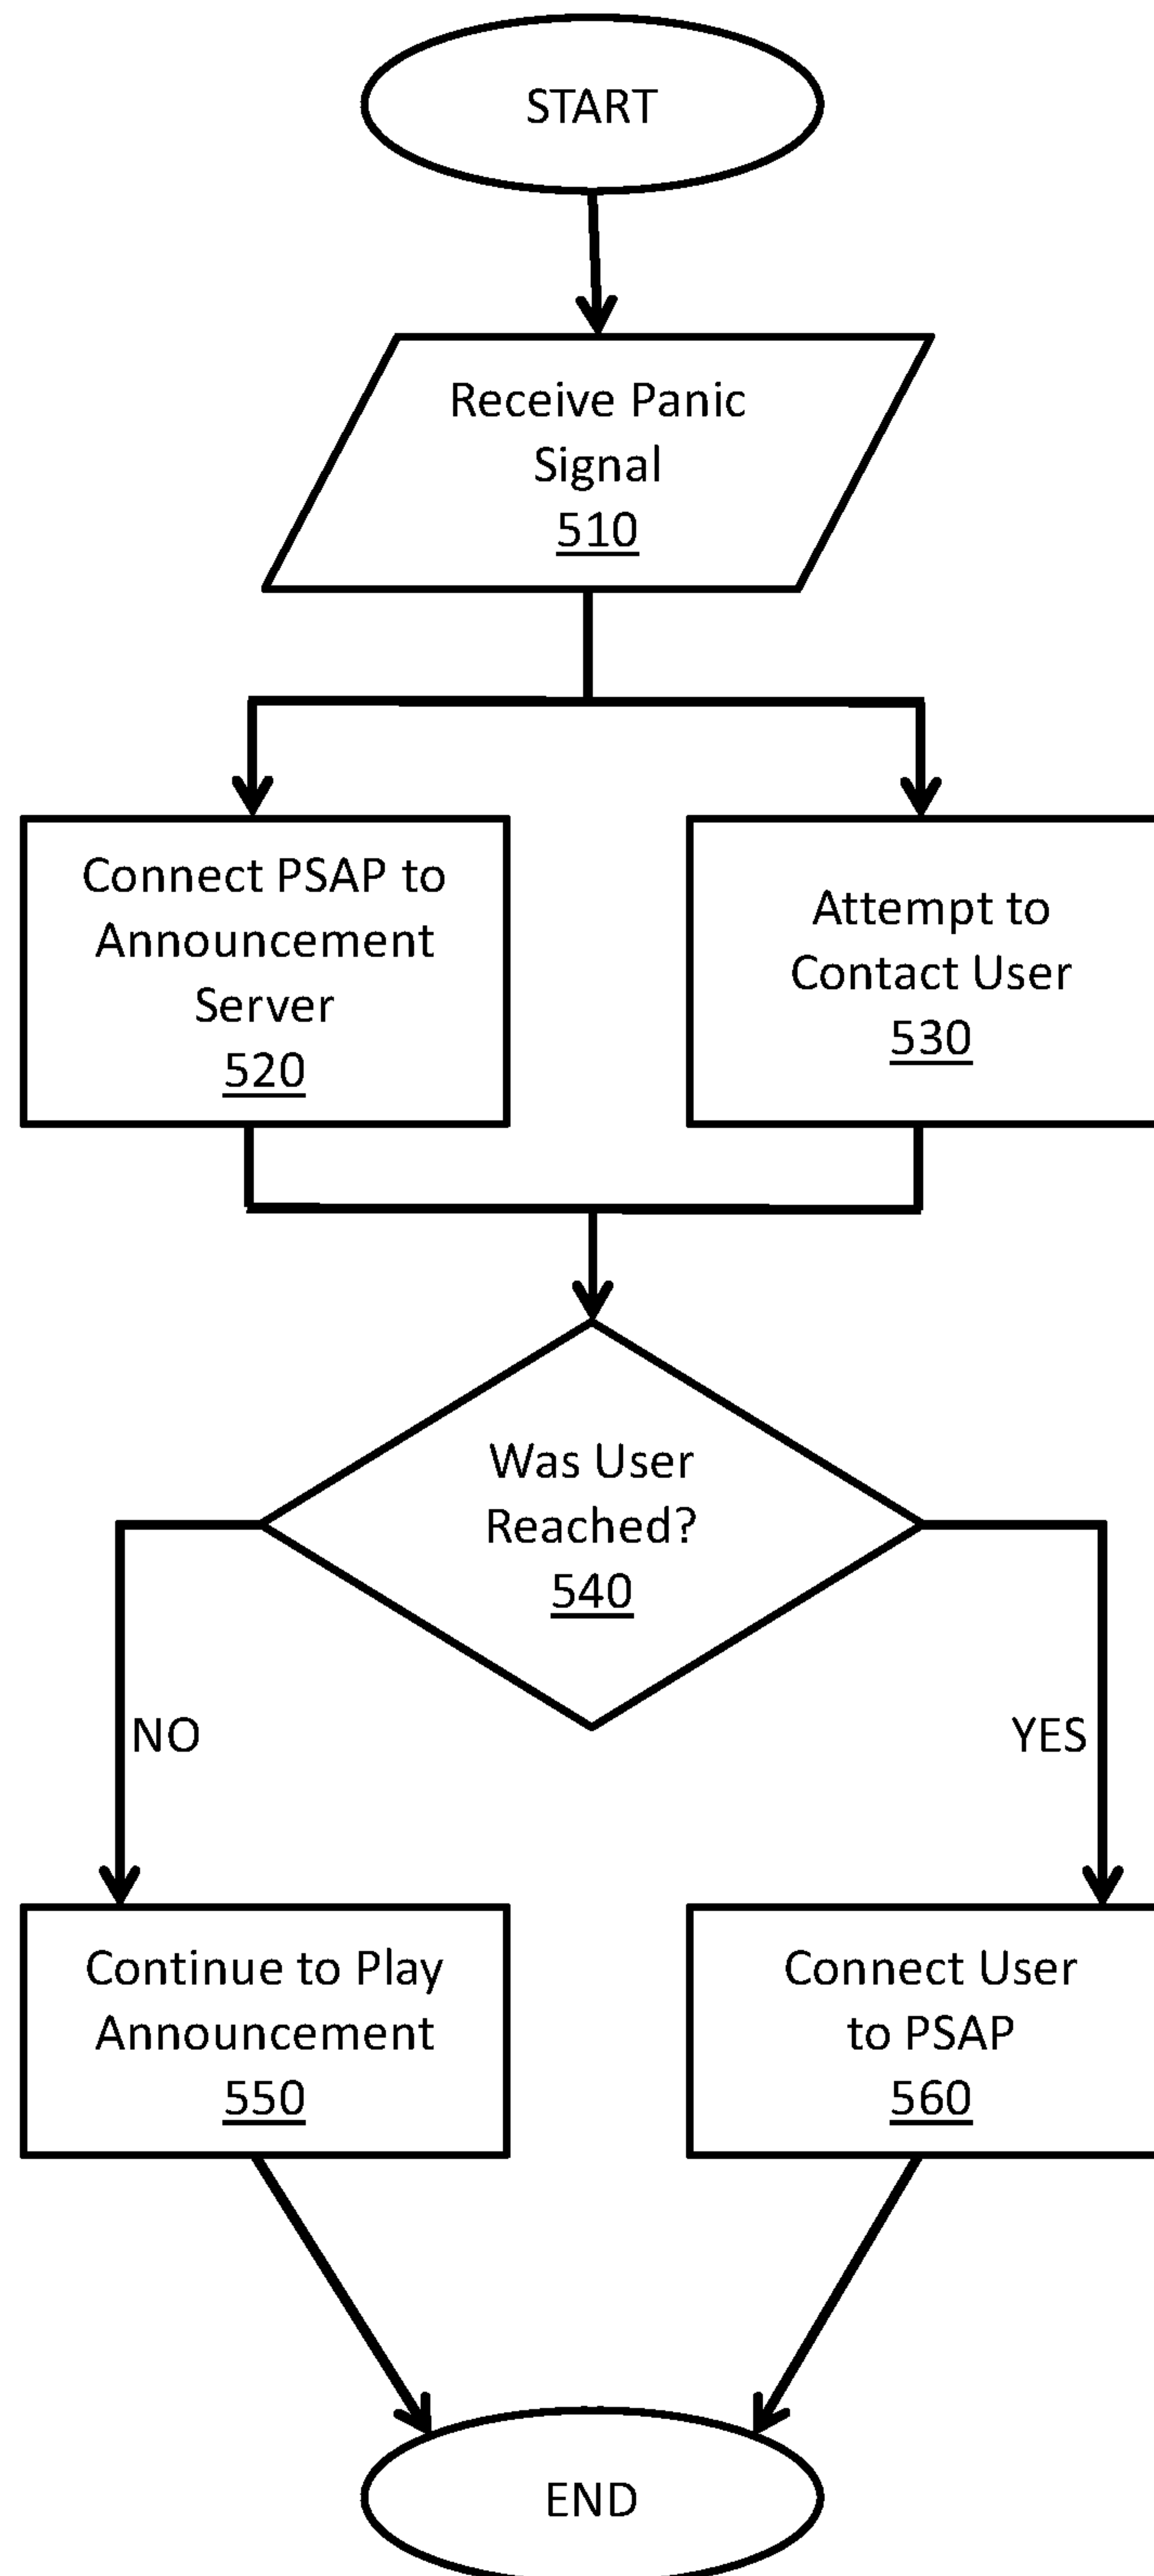 START
Receive Panic
Signal
510
Connect PSAP to
Announcement
Server
520
Attempt to
Contact User
530
Was User
Reached?
540
NO
YES
Continue to Play
Announcement
550
Connect User
to PSAP
560
END